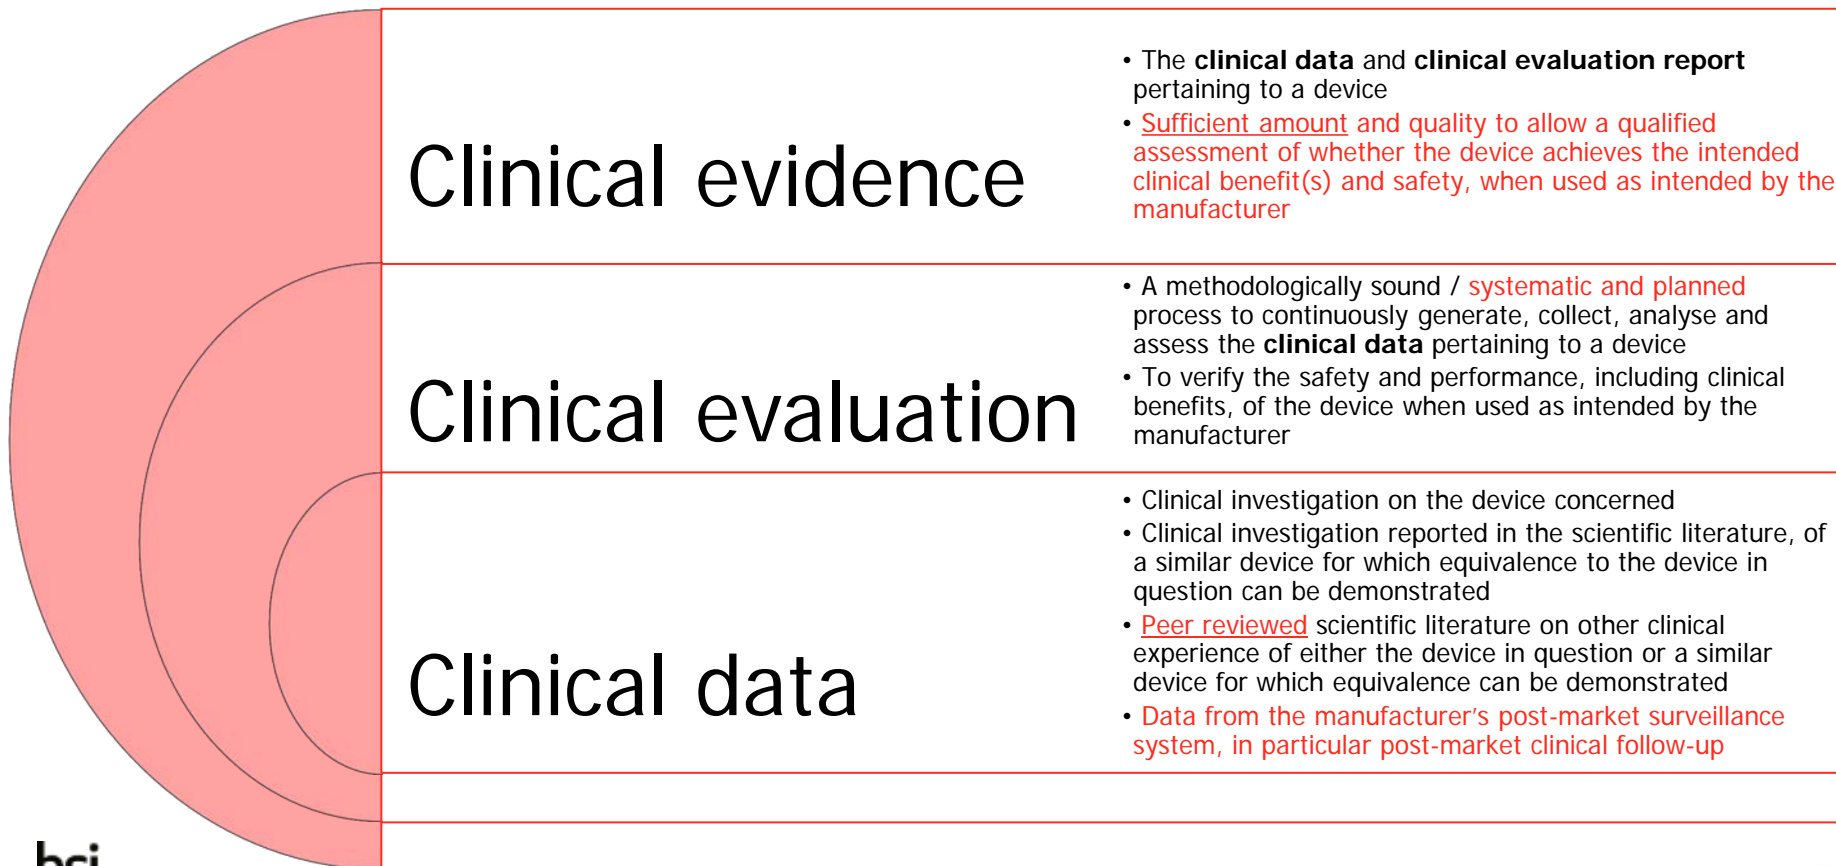 Clinical evidence
• The clinical data and clinical evaluation report
pertaining to a device
• Sufficient amount and quality to allow a qualified
assessment of whether the device achieves the intended
clinical benefit(s) and safety, when used as intended by the
manufacturer
Clinical evaluation
• A methodologically sound / systematic and planned
process to continuously generate, collect, analyse and
assess the clinical data pertaining to a device
• To verify the safety and performance, including clinical
benefits, of the device when used as intended by the
manufacturer
Clinical data
• Clinical investigation on the device concerned
• Clinical investigation reported in the scientific literature, of
a similar device for which equivalence to the device in
question can be demonstrated
• Peer reviewed scientific literature on other clinical
experience of either the device in question or a similar
device for which equivalence can be demonstrated
• Data from the manufacturer’s post-market surveillance
system, in particular post-market clinical follow-up
bsi